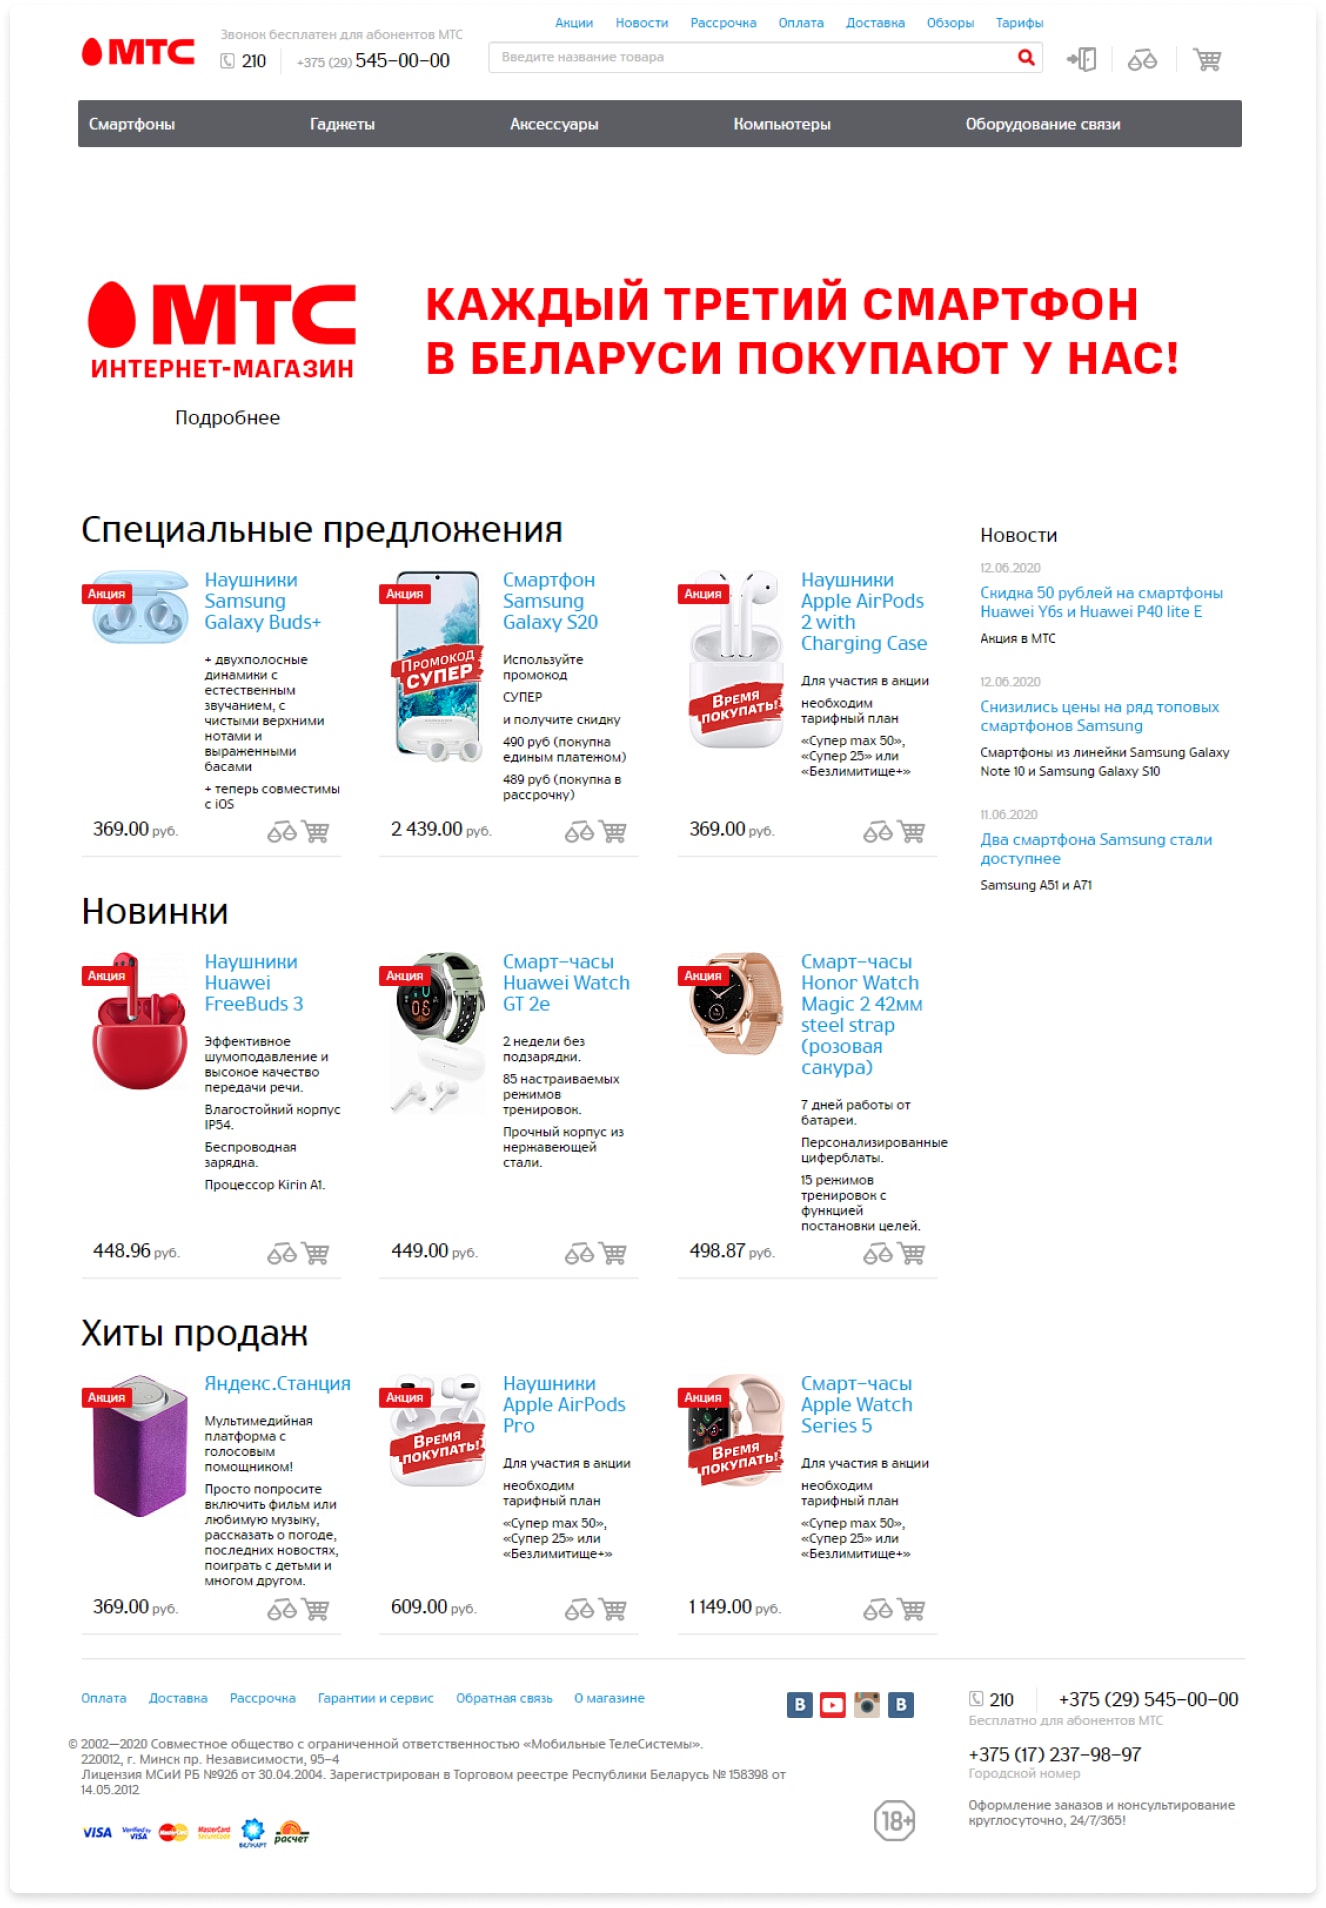 Акции Новости Рассрочка Оплата Доставка Обзоры Тарифы
МТС
Звонок бесплатен для абонентов МТС
210 +375 (29) 545-00-00
Введите название товара
Смартфоны Гаджеты Аксессуары Компьютеры Оборудование связи
МТС
ИНТЕРНЕТ-МАГАЗИН
КАЖДЫЙ ТРЕТИЙ СМАРТФОН
В БЕЛАРУСИ ПОКУПАЮТ У НАС!
Подробнее
Специальные предложения
Акция
Наушники
Samsung
Galaxy Buds+
+ двухполосные
динамики с
естественным
звучанием, с
чистыми верхними
нотами и
выраженными
басами
+ теперь совместимы
с iOS
369.00 руб.
Акция
ПРОМОКОД
СУПЕР
Смартфон
Samsung
Galaxy S20
Используйте
промокод
СУПЕР
и получите скидку
490 руб (покупка
единым платежом)
489 руб (покупка в
рассрочку)
2 439.00 руб.
Акция
ВРЕМЯ
ПОКУПАТЬ!
Наушники
Apple AirPods
2 with
Charging Case
Для участия в акции
необходим
тарифный план
«Супер max 50»,
«Супер 25» или
«Безлимитище+»
369.00 руб.
Новости
12.06.2020
Скидка 50 рублей на смартфоны
Huawei Y6s и Huawei P40 lite E
Акция в МТС
12.06.2020
Снизились цены на ряд топовых
смартфонов Samsung
Смартфоны из линейки Samsung Galaxy
Note 10 и Samsung Galaxy S10
11.06.2020
Два смартфона Samsung стали
доступнее
Samsung A51 и A71
Новинки
Акция
Наушники
Huawei
FreeBuds 3
Эффективное
шумоподавление и
высокое качество
передачи речи.
Влагостойкий корпус
IP54.
Беспроводная
зарядка.
Процессор Kirin A1.
448.96 руб.
Акция
Смарт-часы
Huawei Watch
GT 2e
2 недели без
подзарядки.
85 настраиваемых
режимов
тренировок.
Прочный корпус из
нержавеющей
стали.
449.00 руб.
Акция
Смарт-часы
Honor Watch
Magic 2 42мм
steel strap
(розовая
сакура)
7 дней работы от
батареи.
Персонализированные
циферблаты.
15 режимов
тренировок с
функцией
постановки целей.
498.87 руб.
Хиты продаж
Акция
Яндекс.Станция
Мультимедийная
платформа с
голосовым
помощником!
Просто попросите
включить фильм или
любимую музыку,
рассказать о погоде,
последних новостях,
поиграть с детьми и
многом другом.
369.00 руб.
Акция
ВРЕМЯ
ПОКУПАТЬ!
Наушники
Apple AirPods
Pro
Для участия в акции
необходим
тарифный план
«Супер max 50»,
«Супер 25» или
«Безлимитище+»
609.00 руб.
Акция
ВРЕМЯ
ПОКУПАТЬ!
Смарт-часы
Apple Watch
Series 5
Для участия в акции
необходим
тарифный план
«Супер max 50»,
«Супер 25» или
«Безлимитище+»
1 149.00 руб.
Оплата Доставка Рассрочка Гарантии и сервис Обратная связь О магазине
B B
210 +375 (29) 545-00-00
Бесплатно для абонентов МТС
+375 (17) 237-98-97
Городской номер
Оформление заказов и консультирование
круглосуточно, 24/7/365!
© 2002—2020 Совместное общество с ограниченной ответственностью «Мобильные ТелеСистемы».
220012, г. Минск пр. Независимости, 95-4
Лицензия МСиИ РБ №926 от 30.04.2004. Зарегистрирован в Торговом реестре Республики Беларусь № 158398 от
14.05.2012
18+
VISA Verified by VISA MasterCard MasterCard SecureCode БЕЛКАРТ расчет